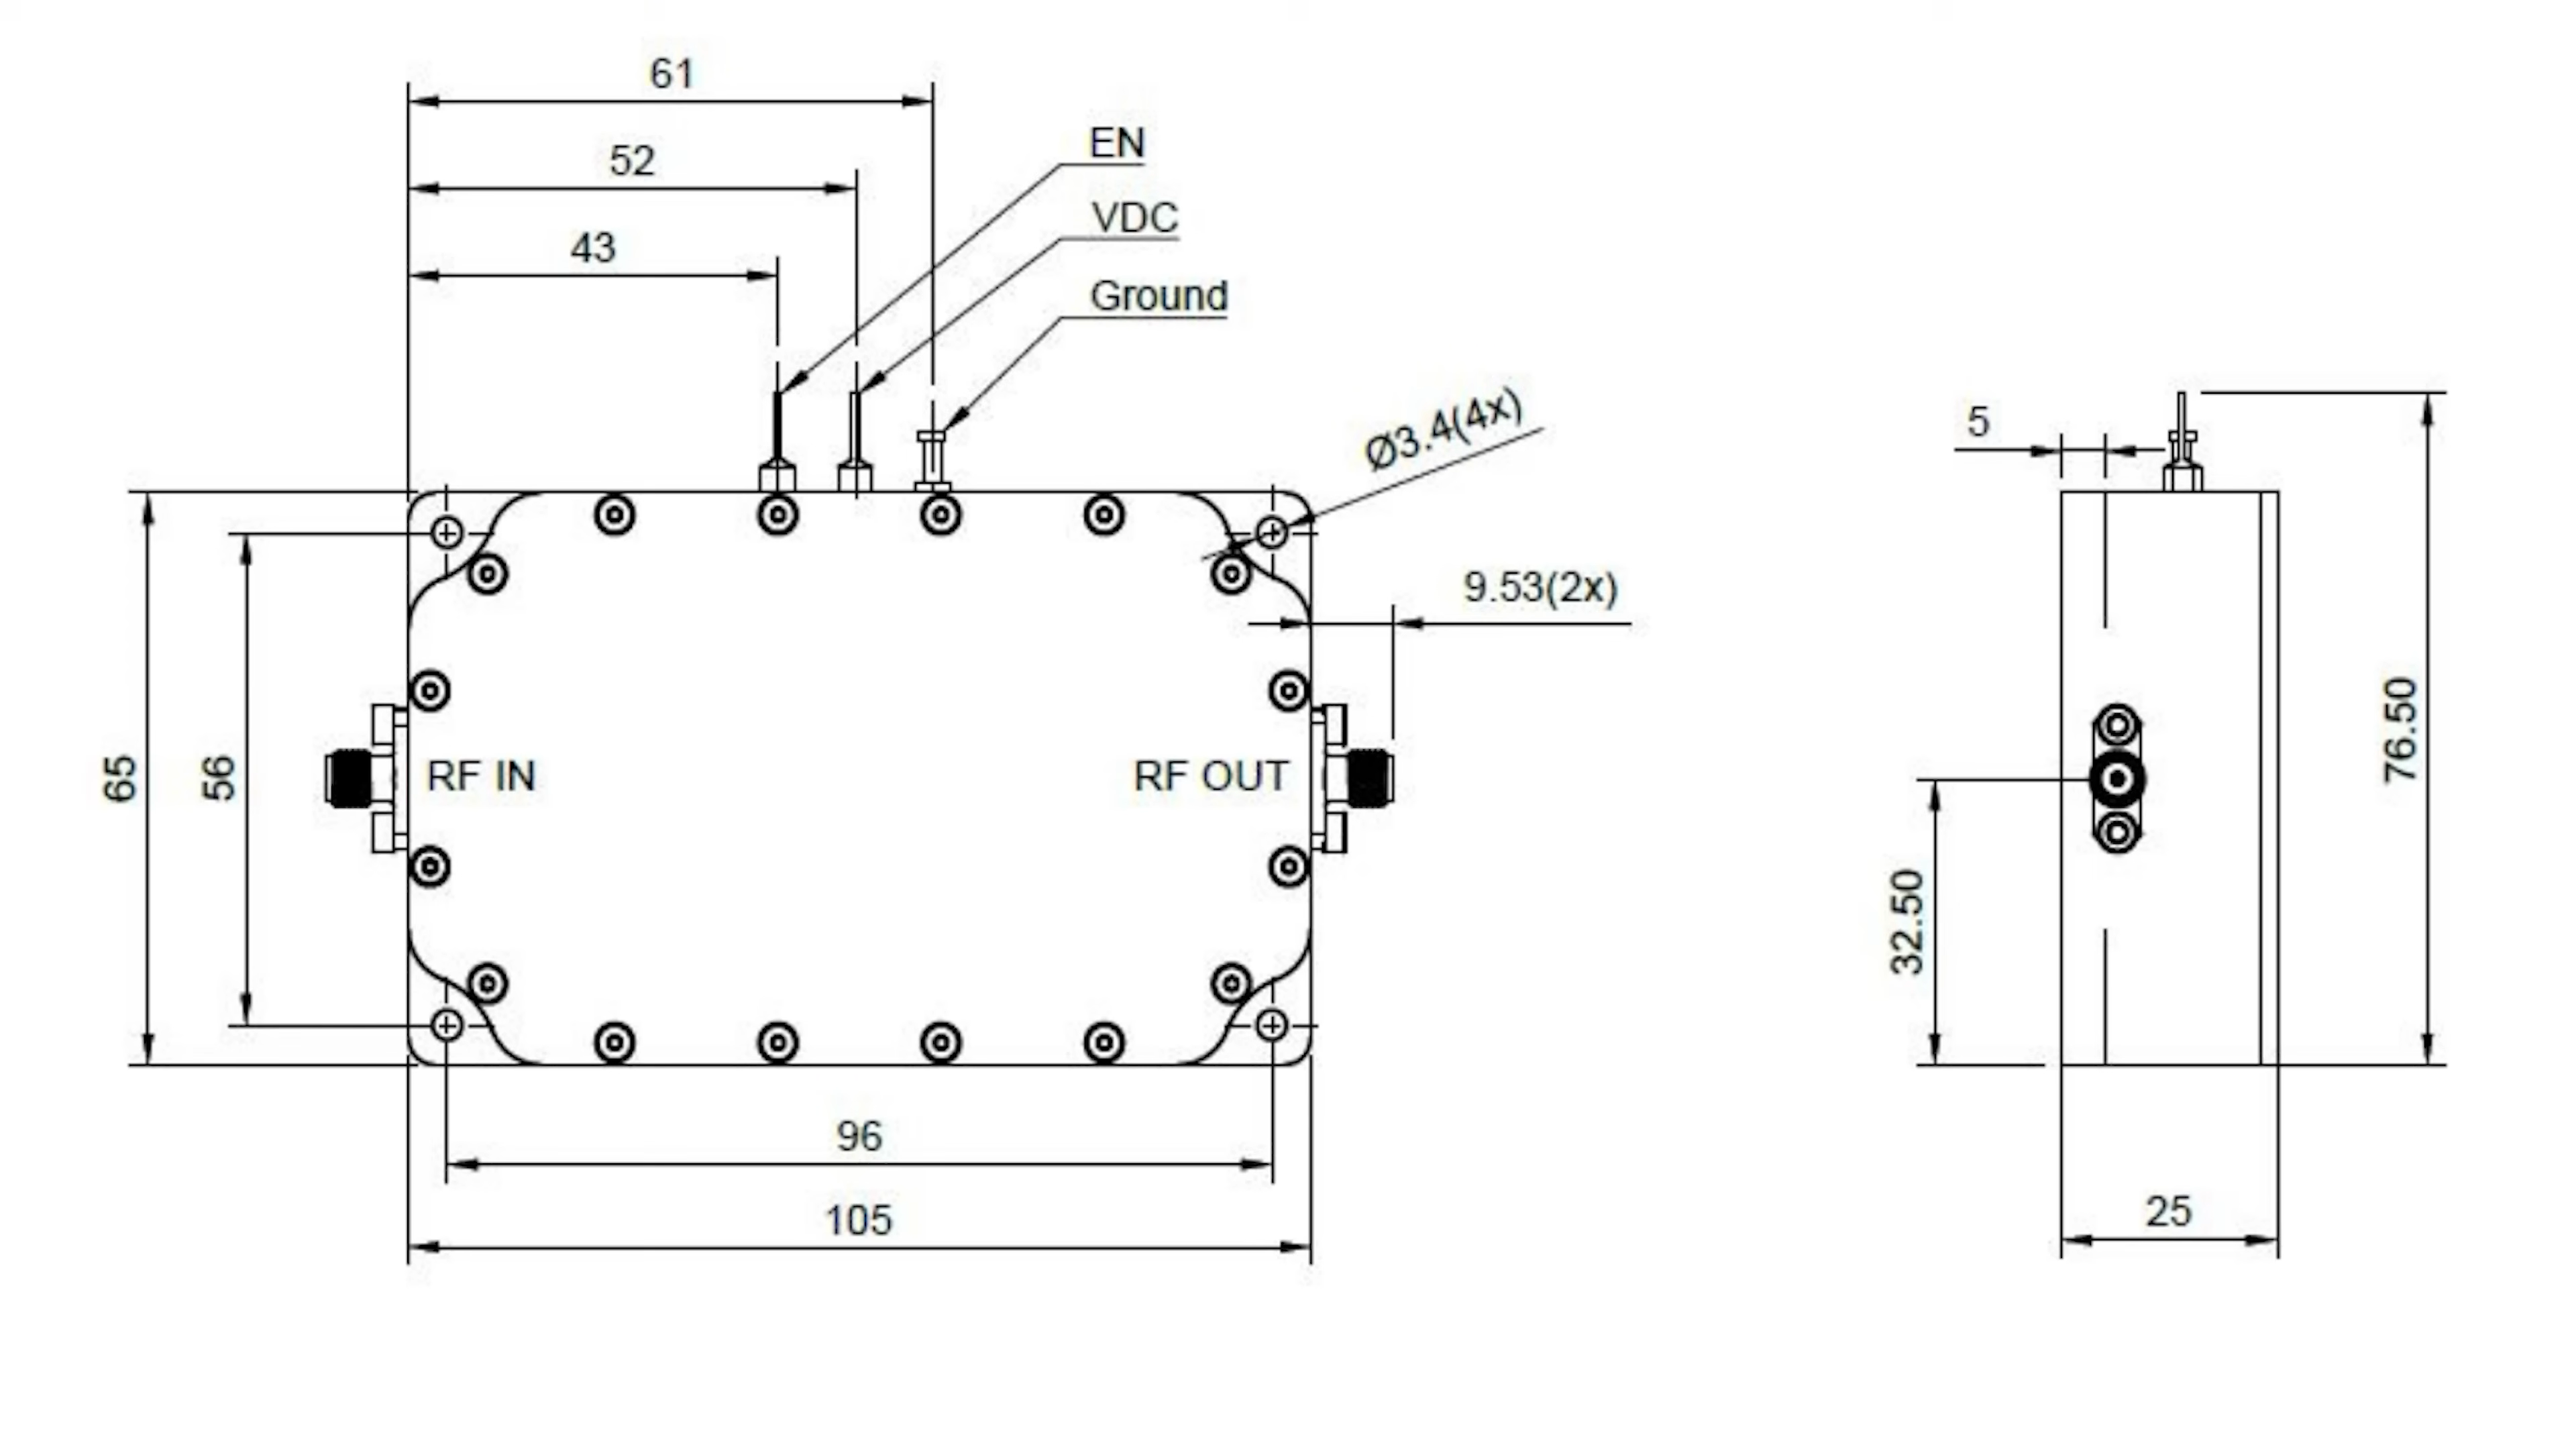 61
52
43
EN
VDC
Ground
Ø3.4(4x)
9.53(2x)
65
56
RF IN
RF OUT
96
105
5
76.50
32.50
25